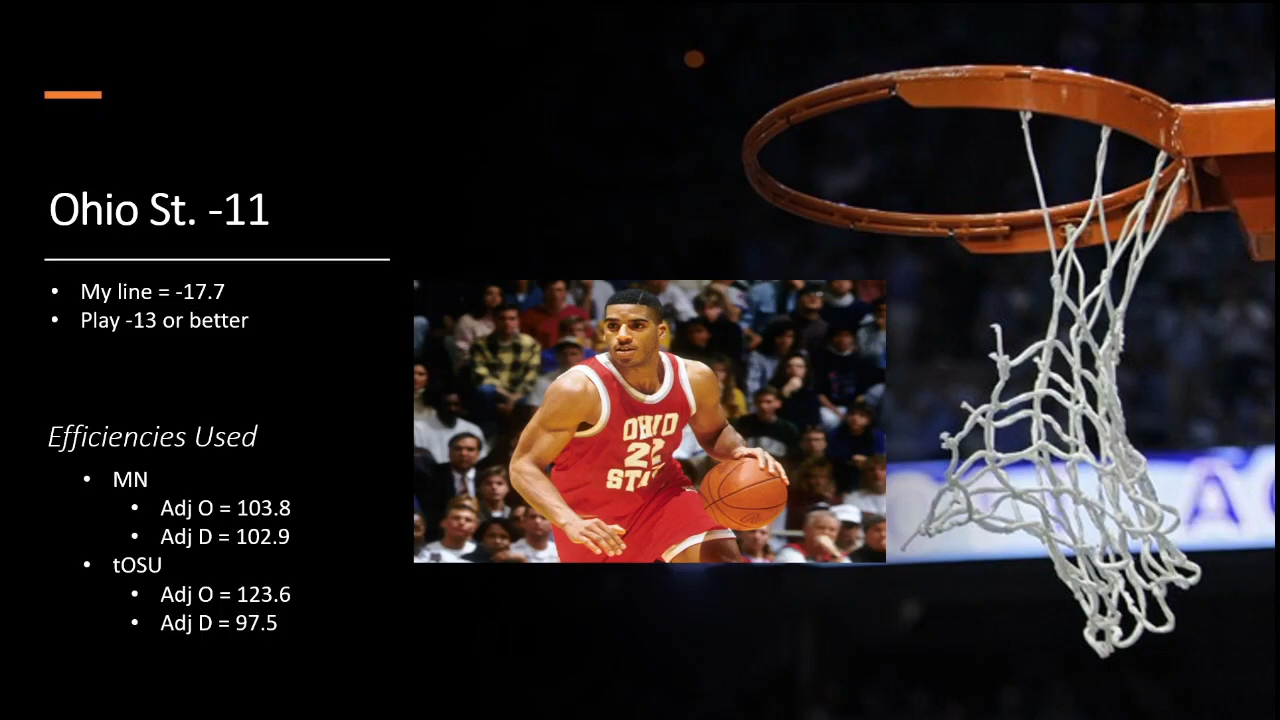 Ohio St. -11
• My line = -17.7
• Play -13 or better
Efficiencies Used
• MN
• Adj O = 103.8
• Adj D = 102.9
• tOSU
• Adj O = 123.6
• Adj D = 97.5
OHIO
22
STATE
A